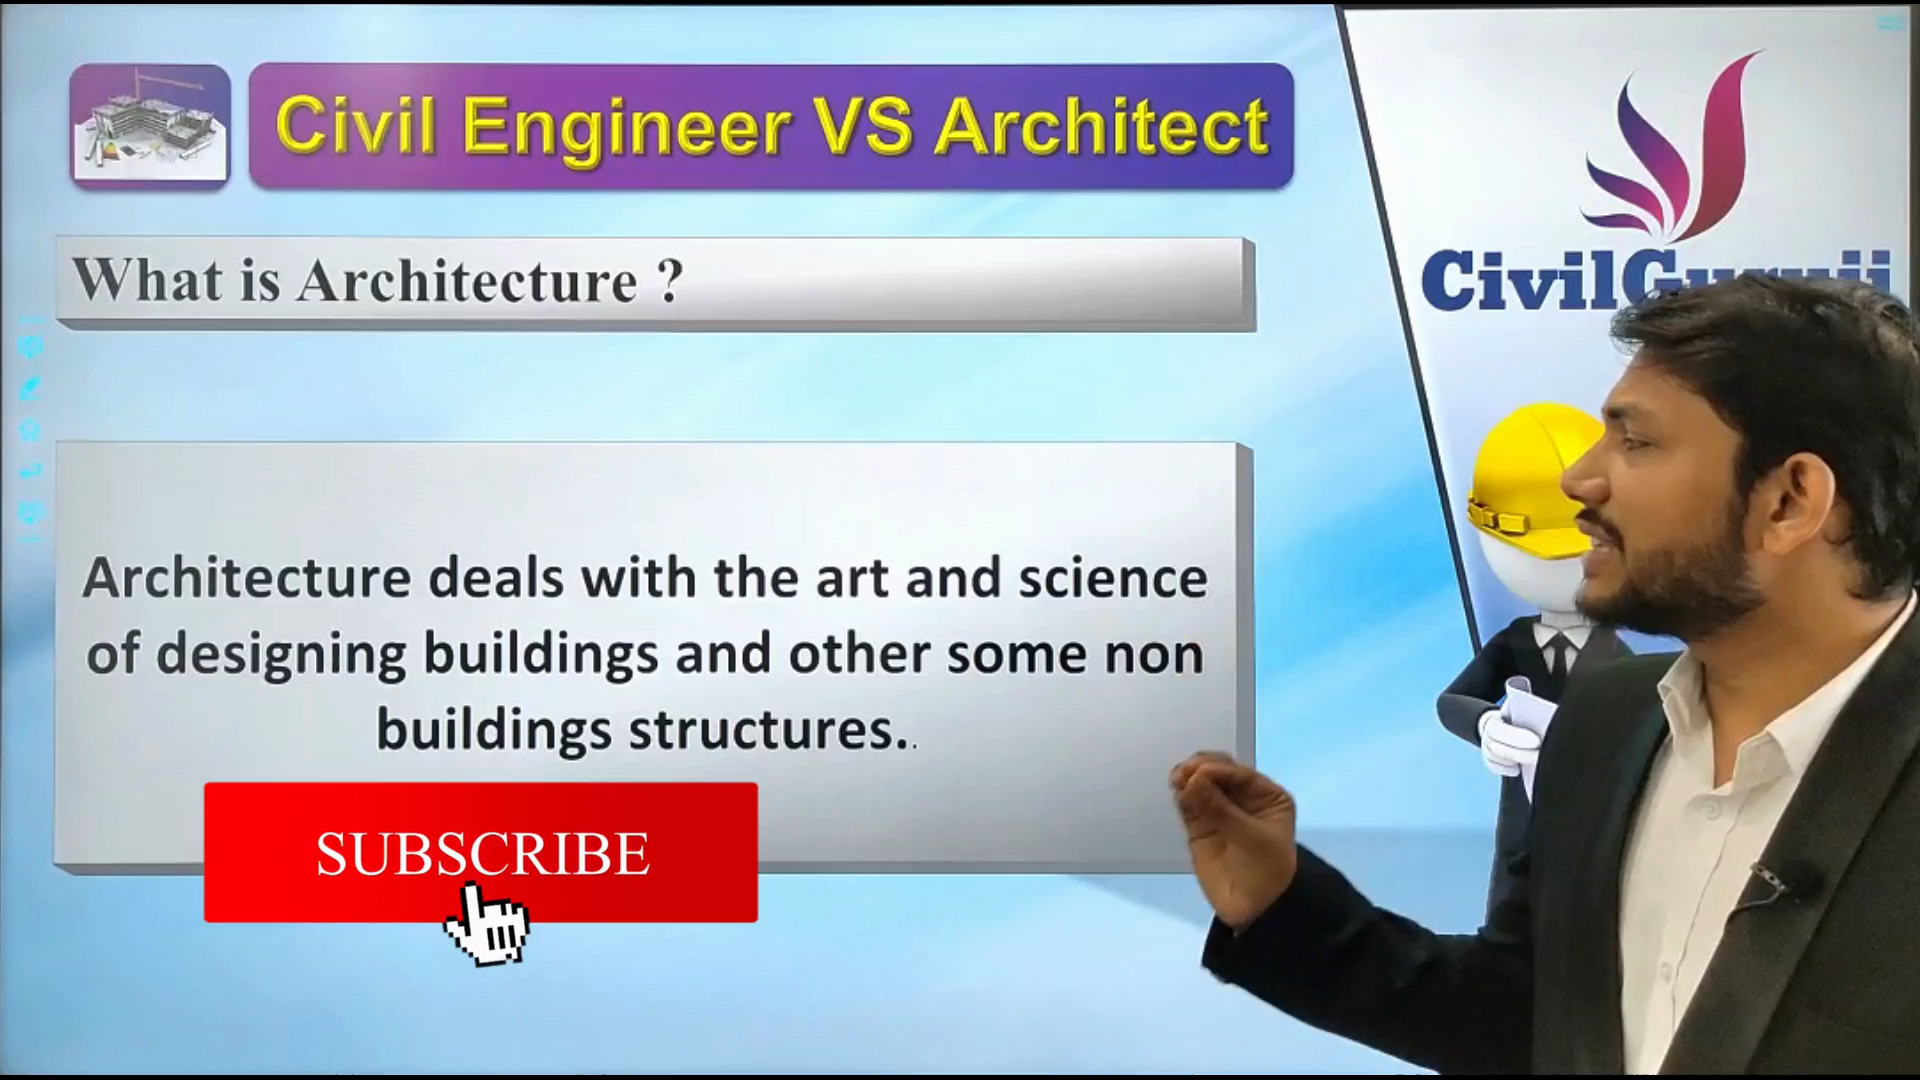 Civil Engineer VS Architect
What is Architecture ?
Architecture deals with the art and science
of designing buildings and other some non
buildings structures..
SUBSCRIBE
CivilGuruji